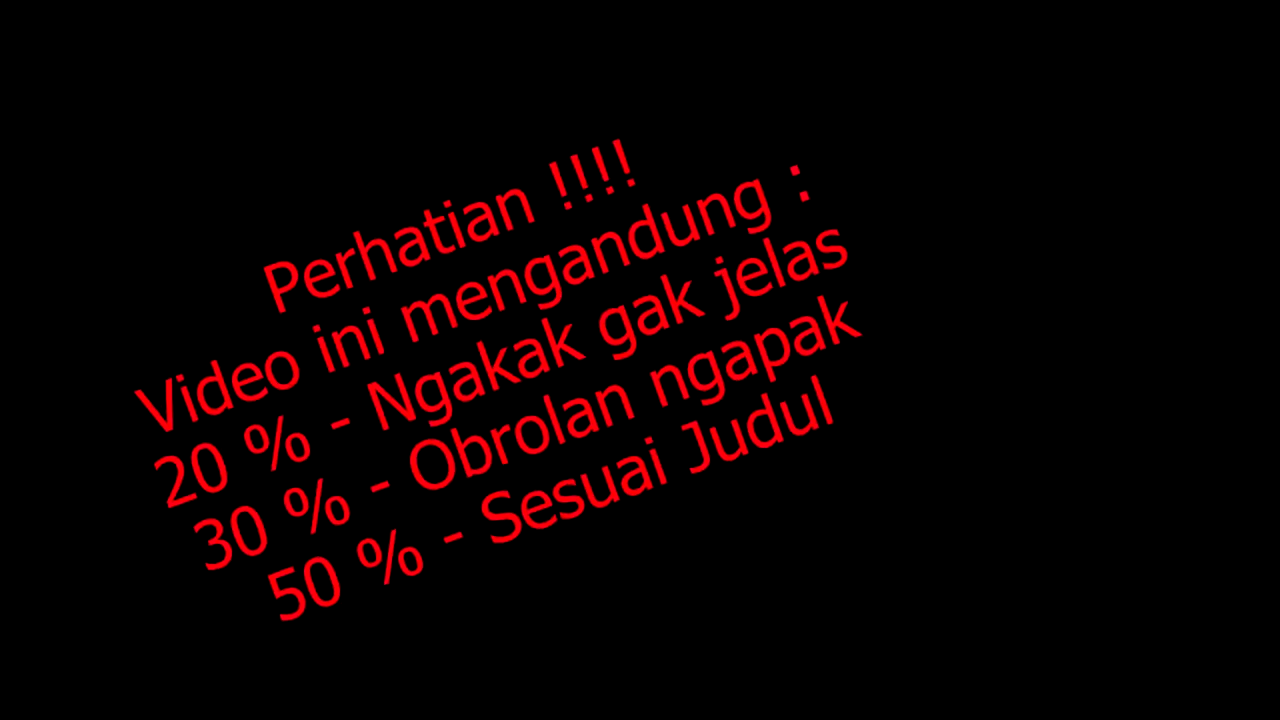 Perhatian !!!!
Video ini mengandung :
20 % - Ngakak gak jelas
30 % - Obrolan ngapak
50 % - Sesuai Judul